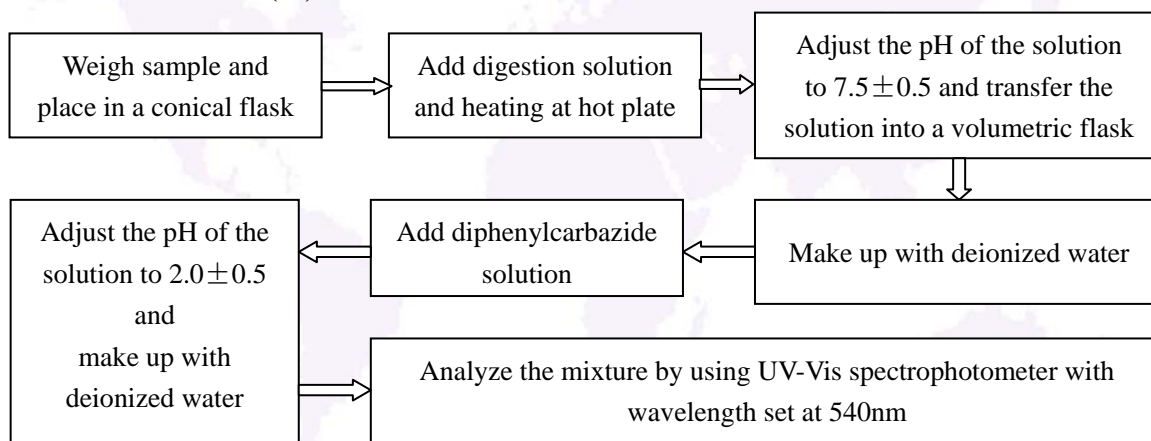 Weigh sample and
place in a conical flask
Add digestion solution
and heating at hot plate
Adjust the pH of the solution
to 7.5±0.5 and transfer the
solution into a volumetric flask
Make up with deionized water
Add diphenylcarbazide
solution
Adjust the pH of the
solution to 2.0±0.5
and
make up with
deionized water
Analyze the mixture by using UV-Vis spectrophotometer with
wavelength set at 540nm